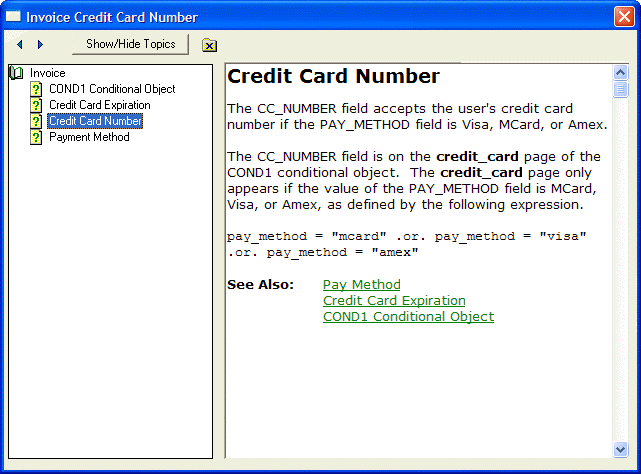 Invoice Credit Card Number
Show/Hide Topics
Invoice
COND1 Conditional Object
Credit Card Expiration
Credit Card Number
Payment Method
Credit Card Number
The CC_NUMBER field accepts the user's credit card
number if the PAY_METHOD field is Visa, MCard, or Amex.
The CC_NUMBER field is on the credit_card page of the
COND1 conditional object. The credit_card page only
appears if the value of the PAY_METHOD field is MCard,
Visa, or Amex, as defined by the following expression.
pay_method = "mcard" .or. pay_method = "visa"
.or. pay_method = "amex"
See Also: Pay Method
Credit Card Expiration
COND1 Conditional Object